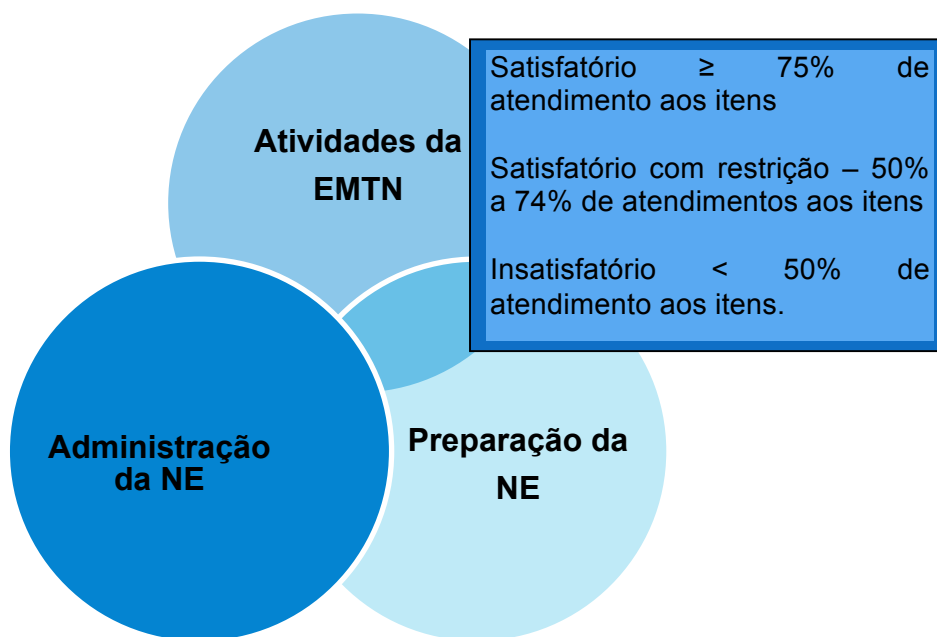 Atividades da
EMTN
Satisfatório ≥ 75% de
atendimento aos itens
Satisfatório com restrição – 50%
a 74% de atendimentos aos itens
Insatisfatório < 50% de
atendimento aos itens.
Administração
da NE
Preparação da
NE